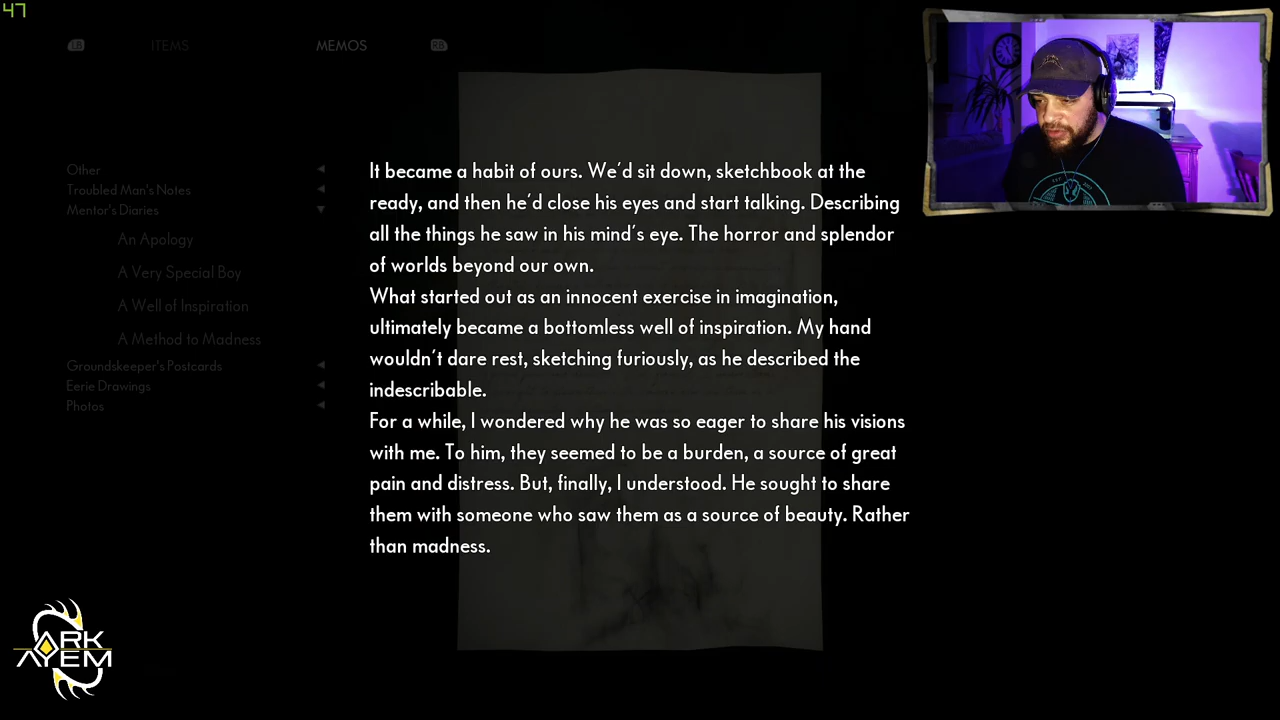 47
LB
ITEMS
MEMOS
RB
Other
Troubled Man's Notes
Mentor's Diaries
An Apology
A Very Special Boy
A Well of Inspiration
A Method to Madness
Groundskeeper's Postcards
Eerie Drawings
Photos
It became a habit of ours. We'd sit down, sketchbook at the
ready, and then he'd close his eyes and start talking. Describing
all the things he saw in his mind's eye. The horror and splendor
of worlds beyond our own.
What started out as an innocent exercise in imagination,
ultimately became a bottomless well of inspiration. My hand
wouldn't dare rest, sketching furiously, as he described the
indescribable.
For a while, I wondered why he was so eager to share his visions
with me. To him, they seemed to be a burden, a source of great
pain and distress. But, finally, I understood. He sought to share
them with someone who saw them as a source of beauty. Rather
than madness.
ARK
AYEM